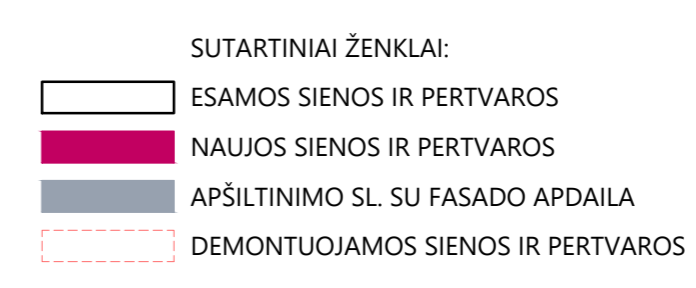 SUTARTINIAI ŽENKLAI:
ESAMOS SIENOS IR PERTVAROS
NAUJOS SIENOS IR PERTVAROS
APŠILTINIMO SL. SU FASADO APDAILA
DEMONTUOJAMOS SIENOS IR PERTVAROS